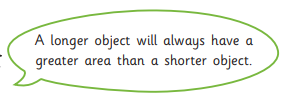 A longer object will always have a
greater area than a shorter object.